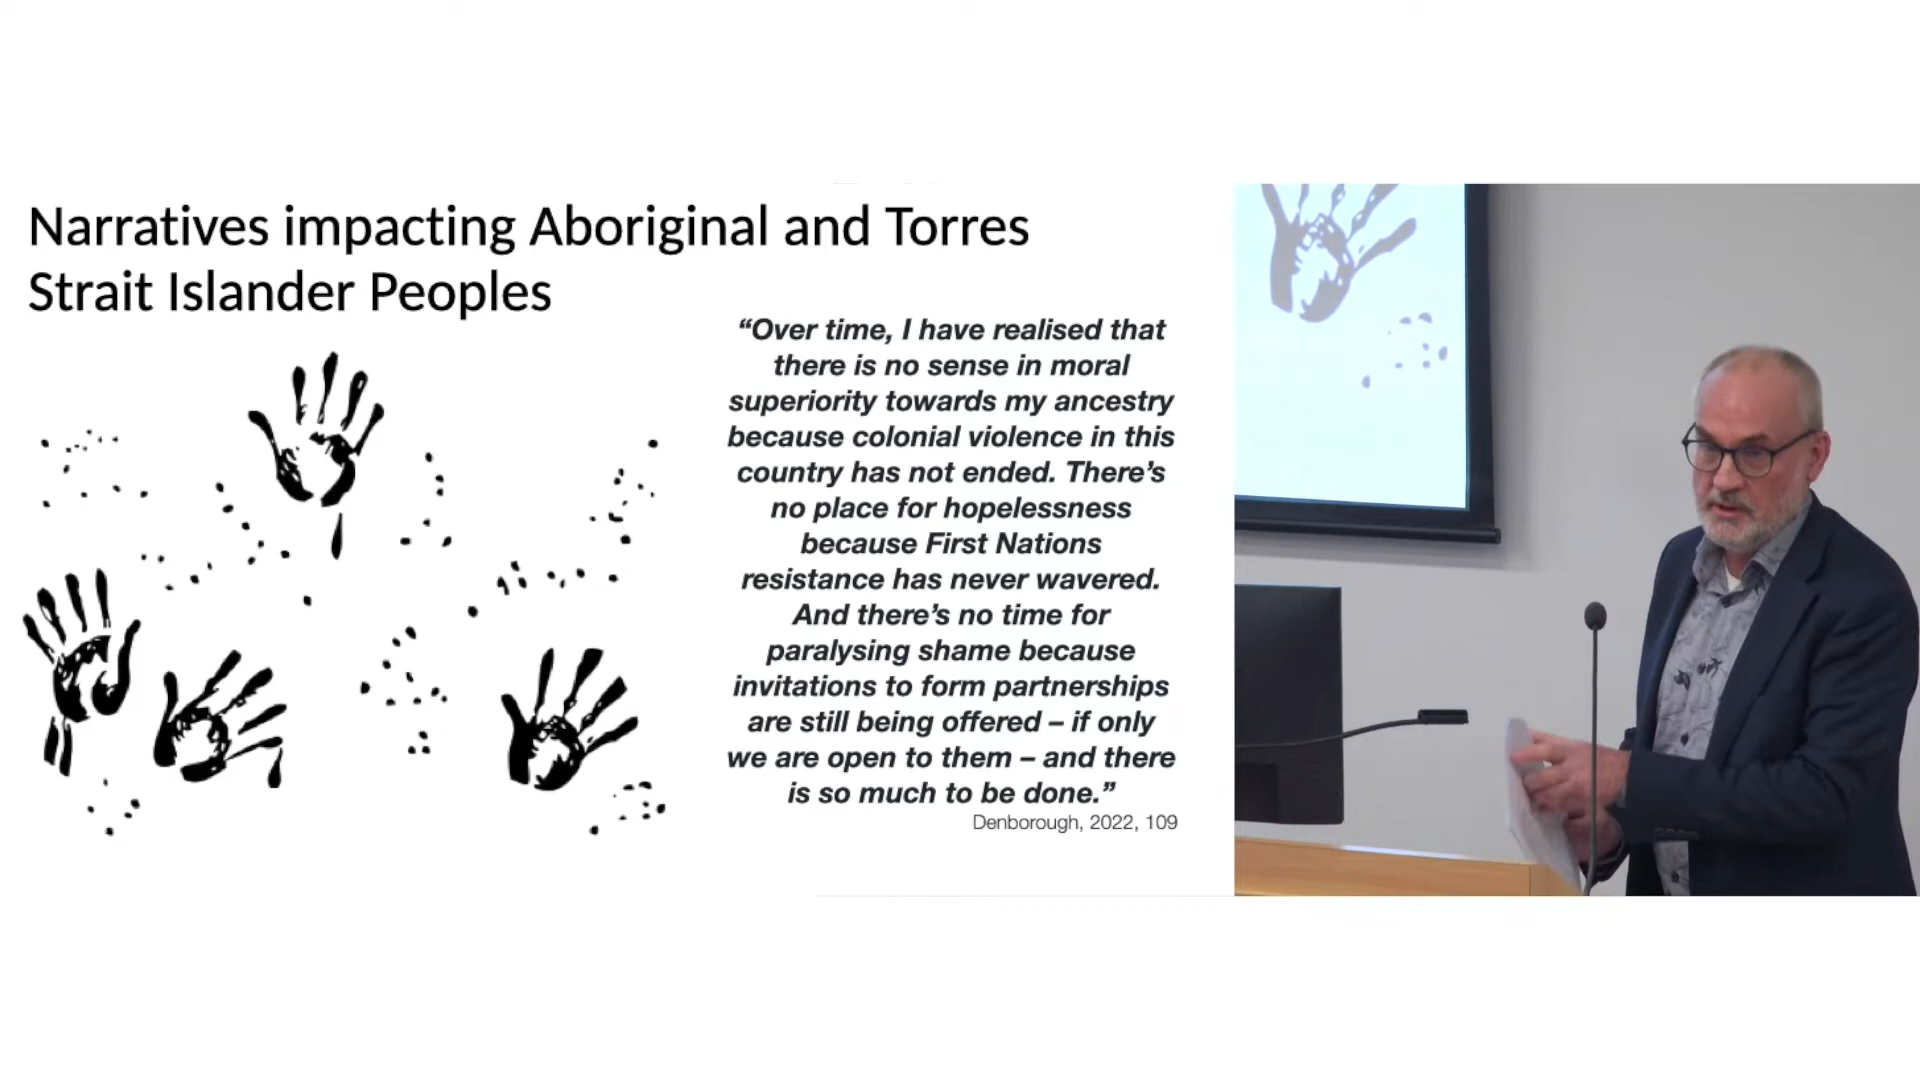 Narratives impacting Aboriginal and Torres
Strait Islander Peoples
“Over time, I have realised that
there is no sense in moral
superiority towards my ancestry
because colonial violence in this
country has not ended. There’s
no place for hopelessness
because First Nations
resistance has never wavered.
And there’s no time for
paralysing shame because
invitations to form partnerships
are still being offered – if only
we are open to them – and there
is so much to be done.”
Denborough, 2022, 109